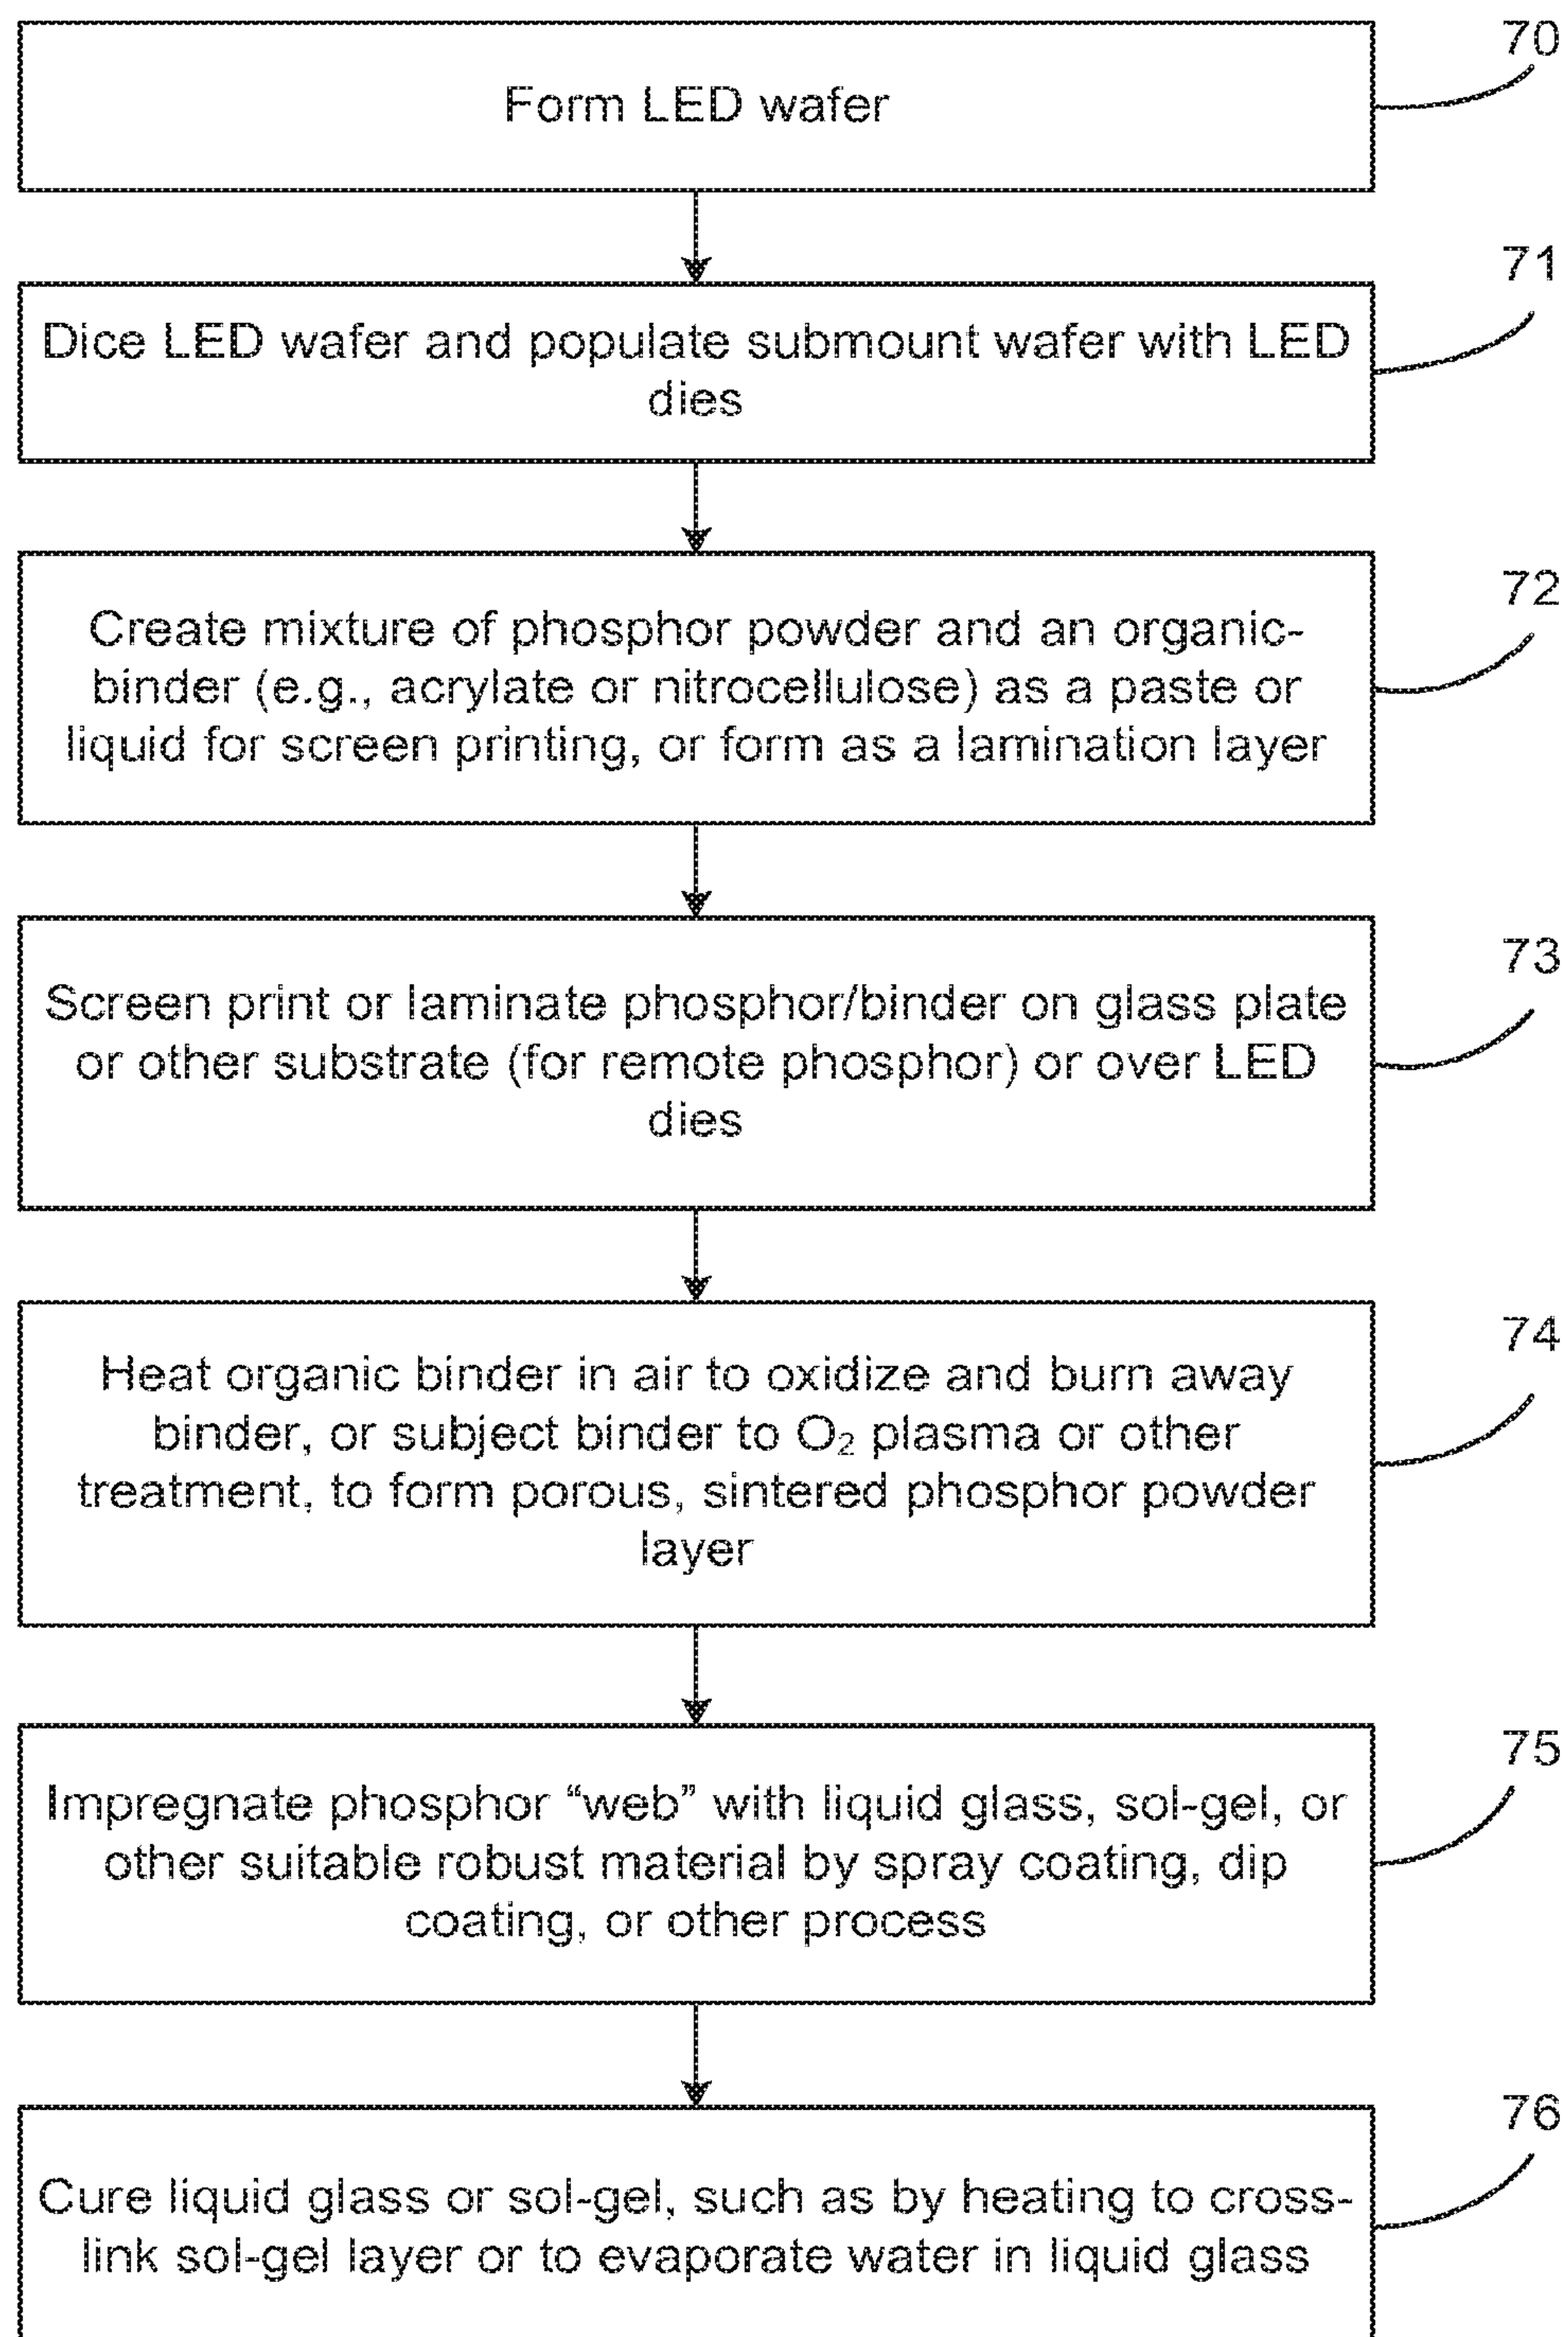 70
Form LED wafer
71
Dice LED wafer and populate submount wafer with LED
dies
72
Create mixture of phosphor powder and an organic-
binder (e.g., acrylate or nitrocellulose) as a paste or
liquid for screen printing, or form as a lamination layer
73
Screen print or laminate phosphor/binder on glass plate
or other substrate (for remote phosphor) or over LED
dies
74
Heat organic binder in air to oxidize and burn away
binder, or subject binder to O₂ plasma or other
treatment, to form porous, sintered phosphor powder
layer
75
Impregnate phosphor “web” with liquid glass, sol-gel, or
other suitable robust material by spray coating, dip
coating, or other process
76
Cure liquid glass or sol-gel, such as by heating to cross-
link sol-gel layer or to evaporate water in liquid glass